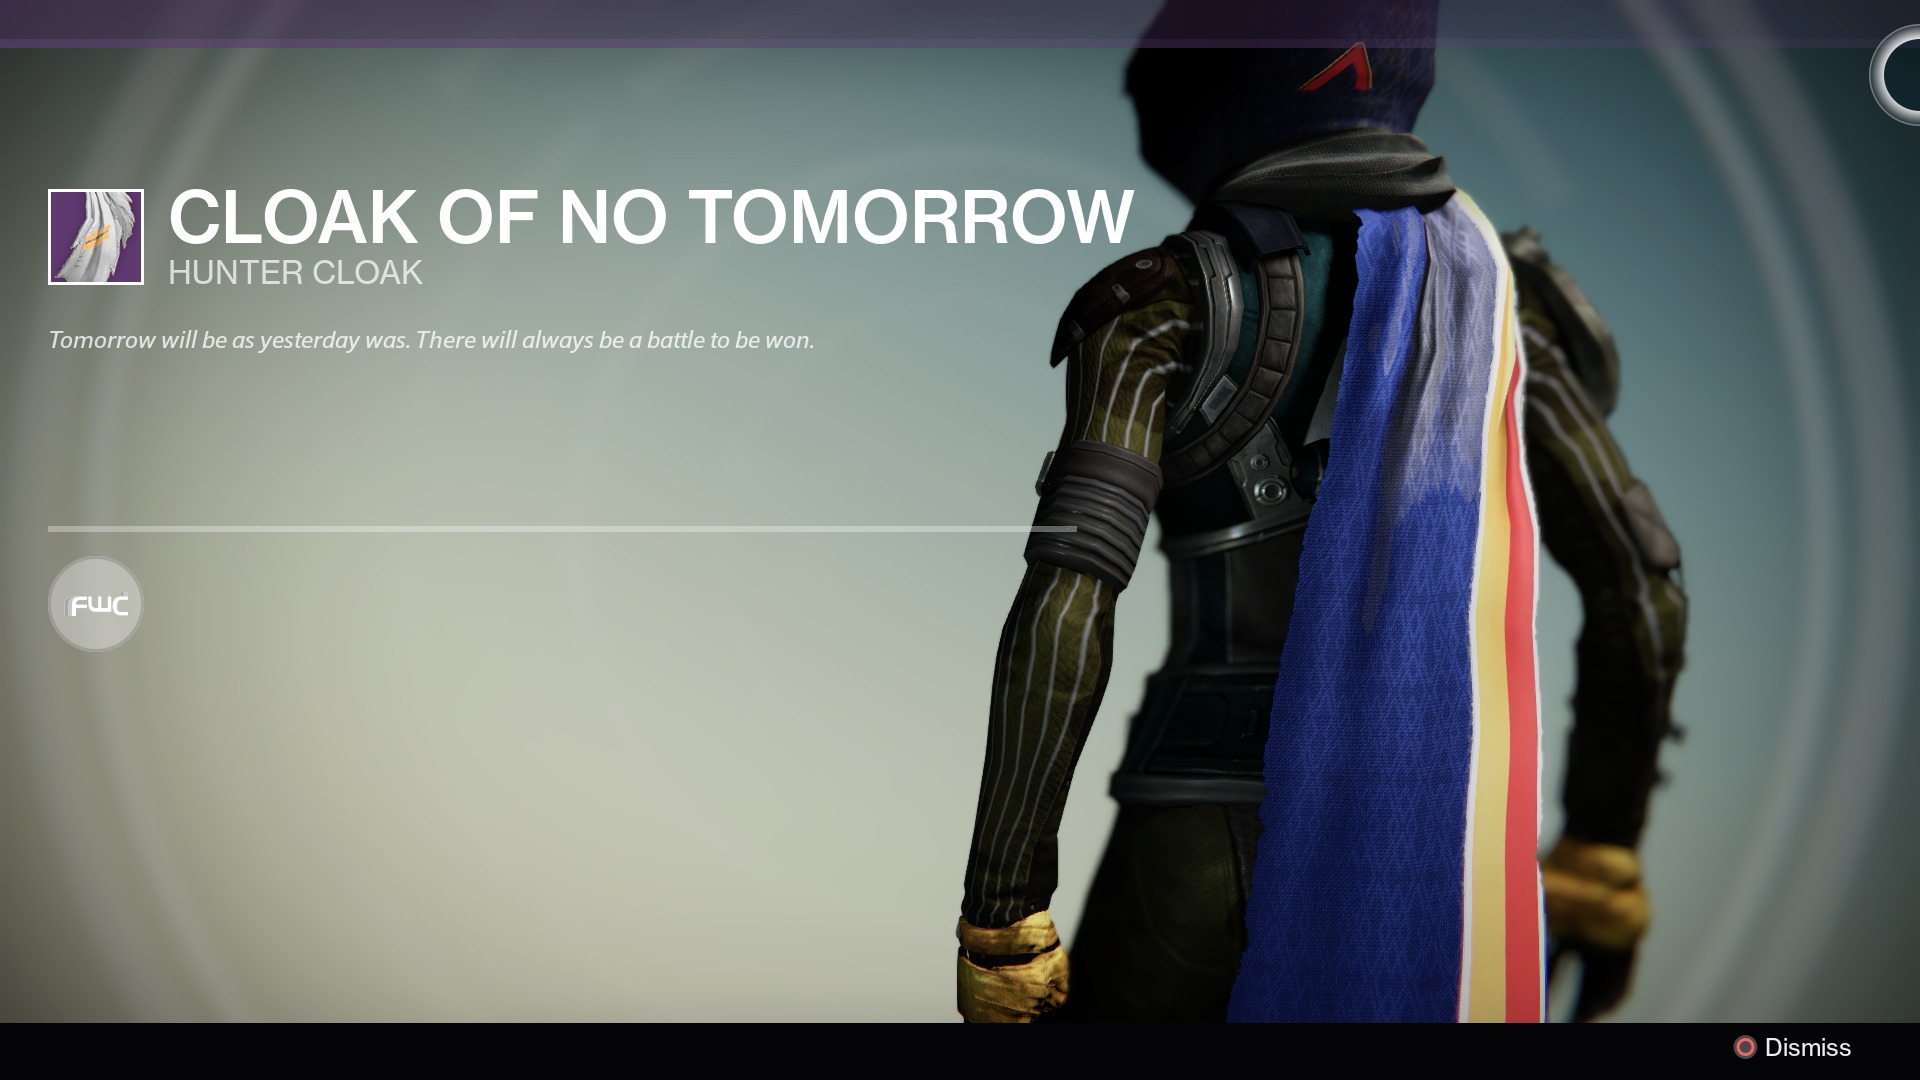 CLOAK OF NO TOMORROW
HUNTER CLOAK
Tomorrow will be as yesterday was. There will always be a battle to be won.
FWC
Dismiss